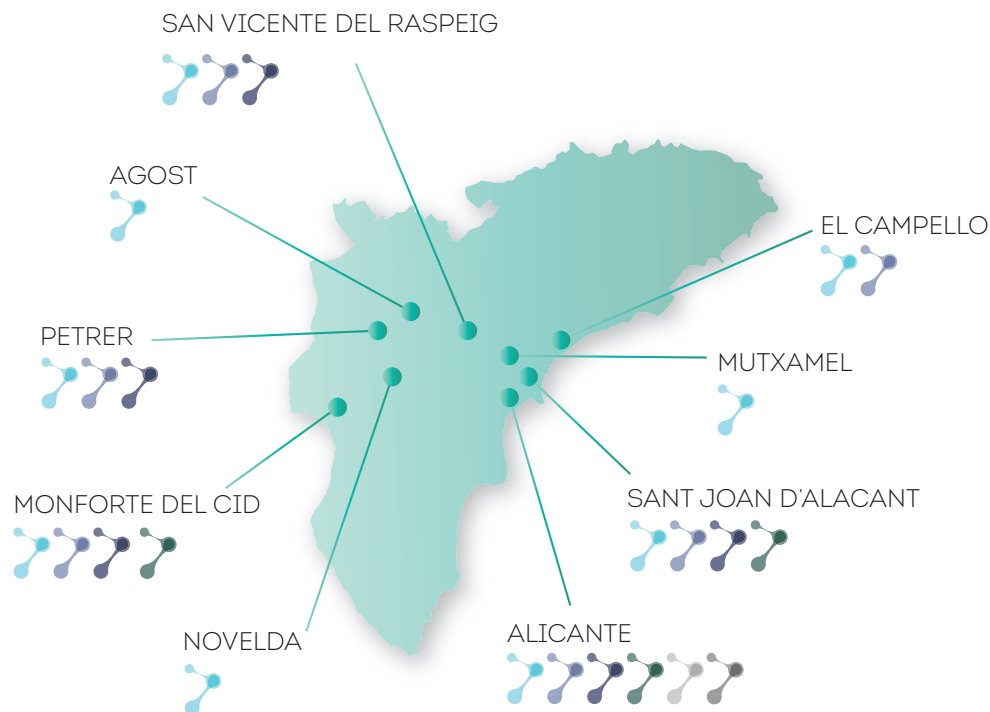 SAN VICENTE DEL RASPEIG
AGOST
EL CAMPELLO
PETRER
MUTXAMEL
MONFORTE DEL CID
SANT JOAN D'ALACANT
NOVELDA
ALICANTE